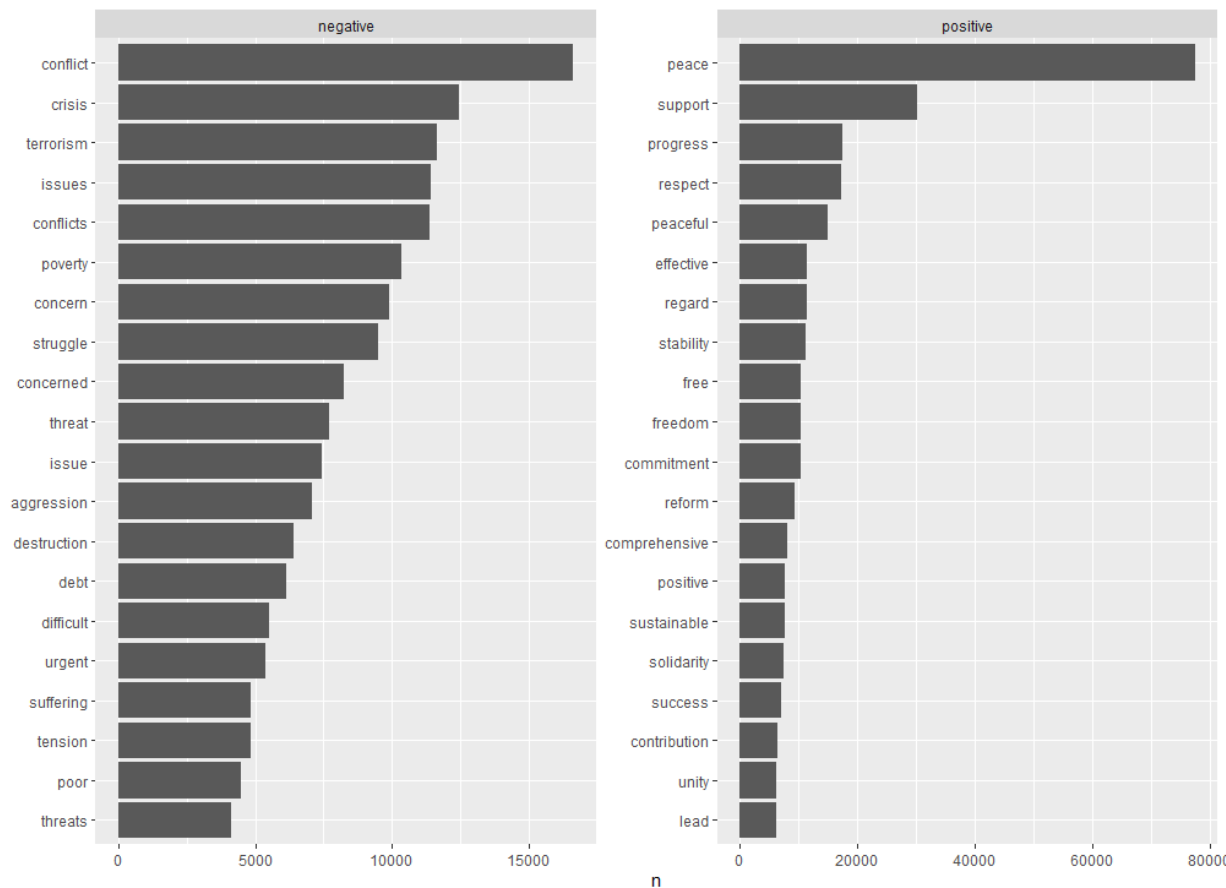 negative
conflict
crisis
terrorism
issues
conflicts
poverty
concern
struggle
concerned
threat
issue
aggression
destruction
debt
difficult
urgent
suffering
tension
poor
threats
0 5000 10000 15000
positive
peace
support
progress
respect
peaceful
effective
regard
stability
free
freedom
commitment
reform
comprehensive
positive
sustainable
solidarity
success
contribution
unity
lead
0 20000 40000 60000 80000
n